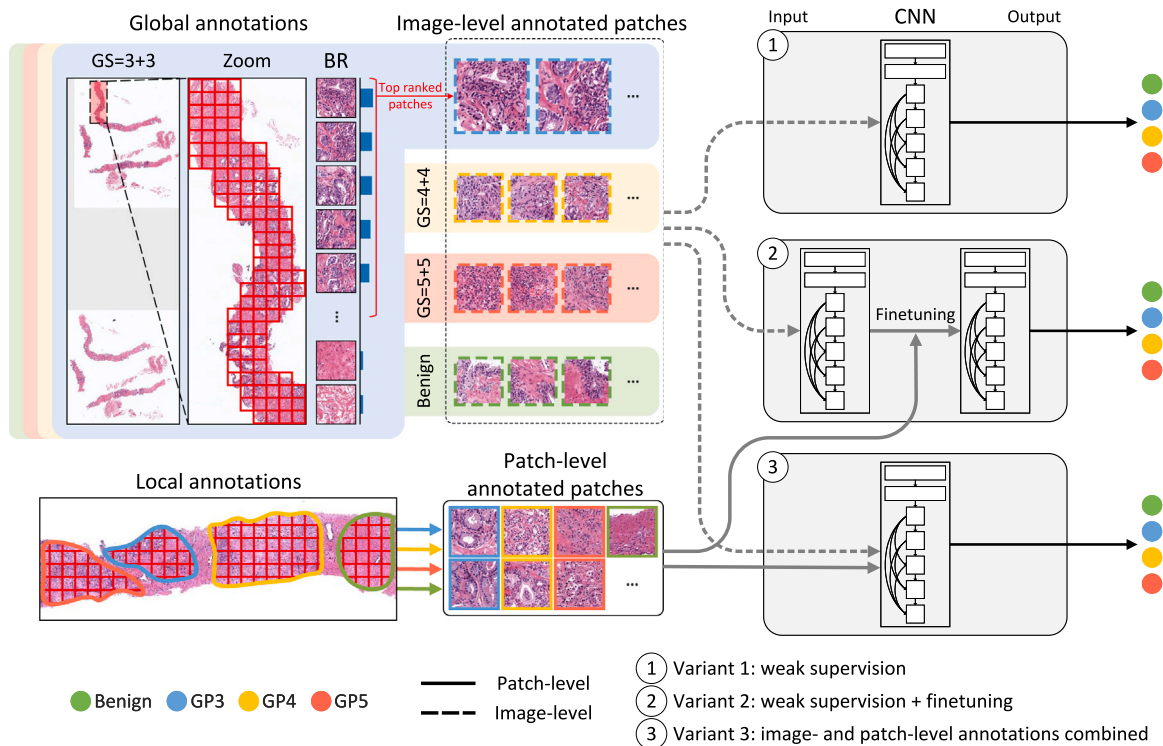 Global annotations
Image-level annotated patches
Input
CNN
Output
GS=3+3
Zoom
BR
Top ranked
patches
...
1
GS=4+4
...
GS=5+5
...
2
Finetuning
...
Benign
...
Local annotations
Patch-level
annotated patches
3
...
Benign
GP3
GP4
GP5
Patch-level
Image-level
1 Variant 1: weak supervision
2 Variant 2: weak supervision + finetuning
3 Variant 3: image- and patch-level annotations combined